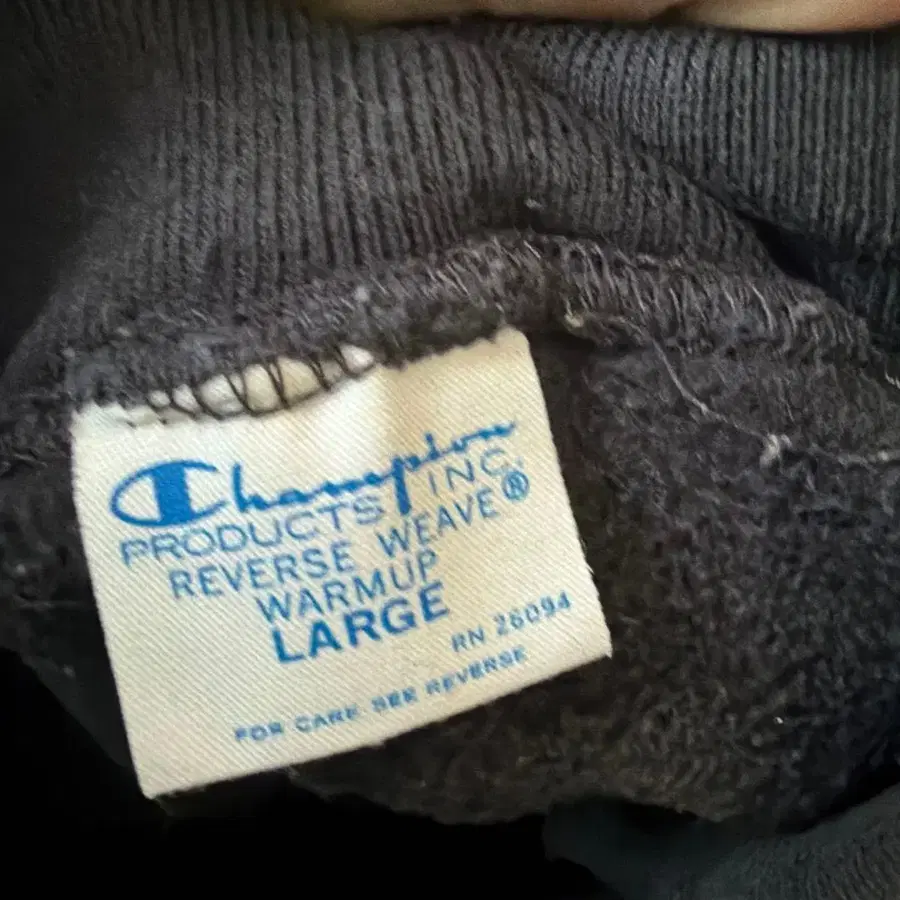 Champion
PRODUCTS INC.
REVERSE WEAVE®
WARMUP
LARGE
RN 26094
FOR CARE SEE REVERSE